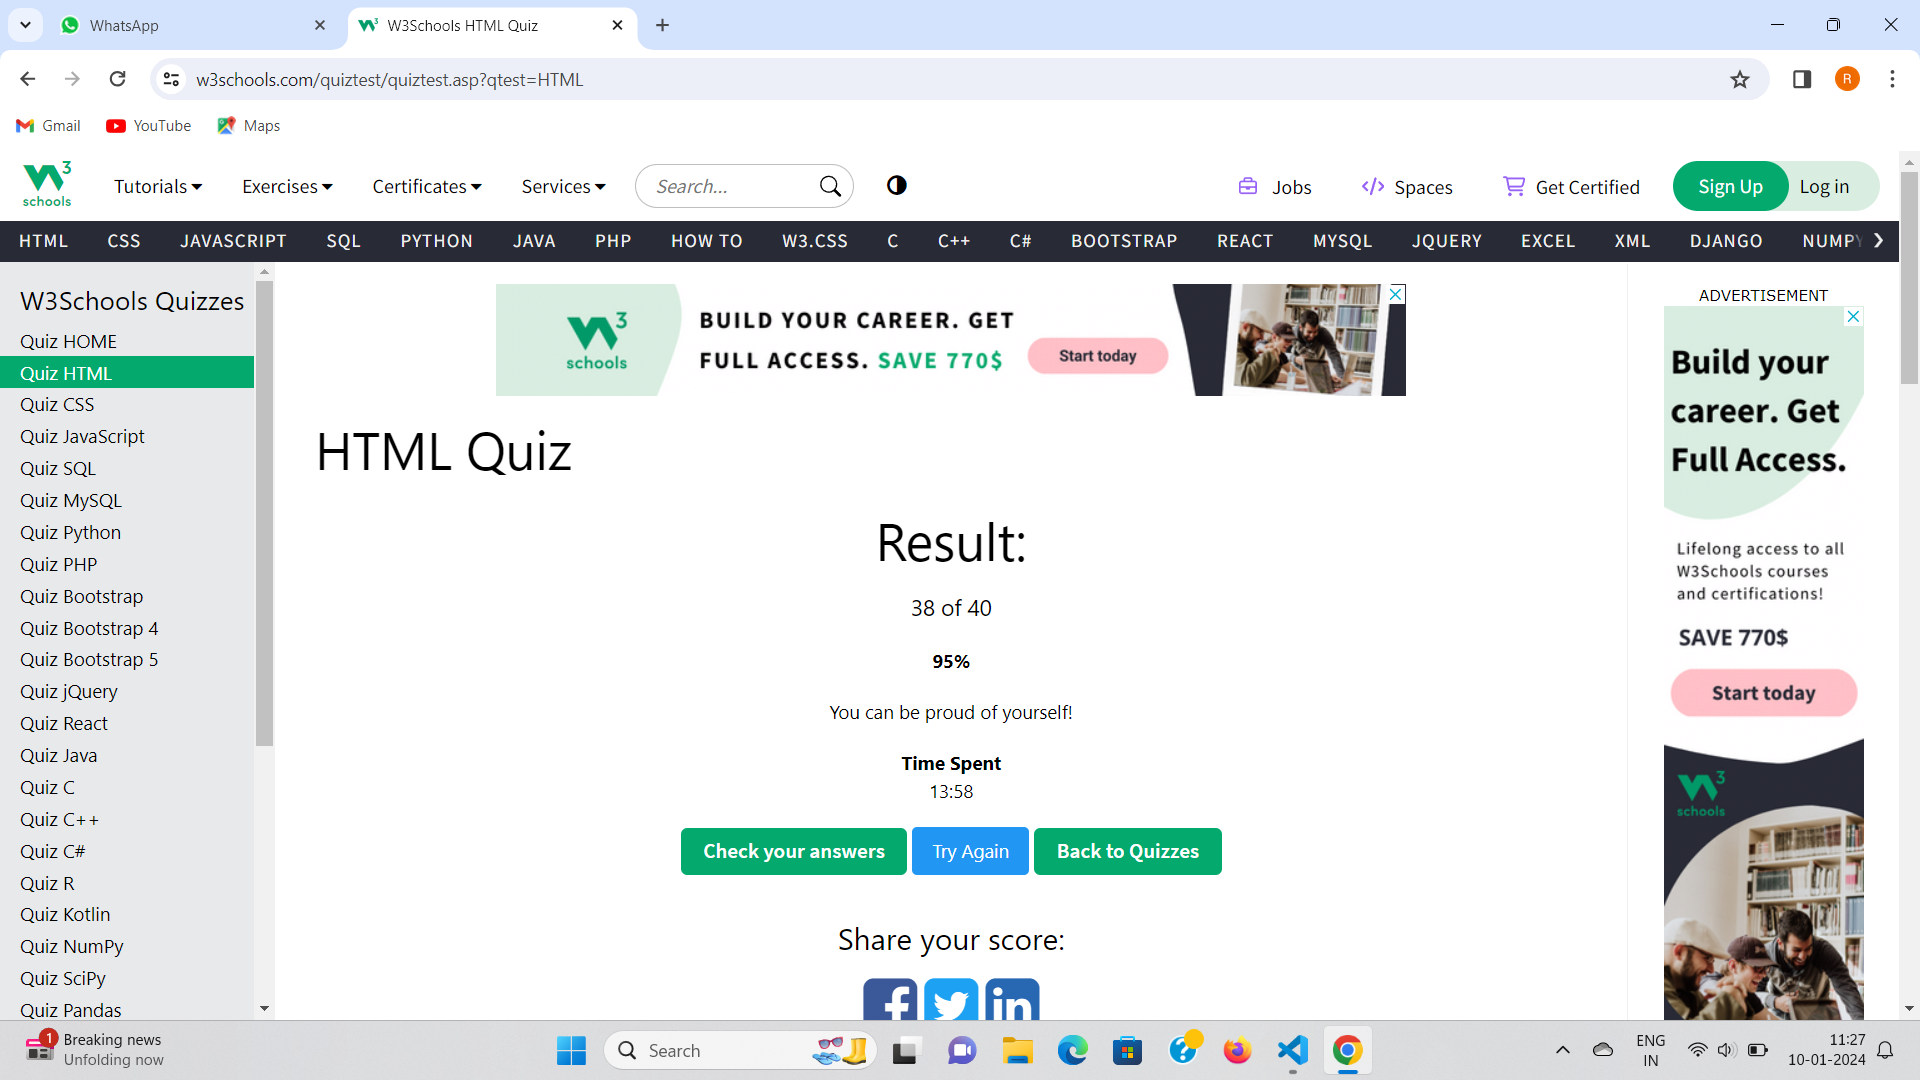 WhatsApp
W3Schools HTML Quiz
w3schools.com/quiztest/quiztest.asp?qtest=HTML
R
Gmail
YouTube
Maps
W3 schools
Tutorials
Exercises
Certificates
Services
Search...
Jobs
Spaces
Get Certified
Sign Up
Log in
HTML
CSS
JAVASCRIPT
SQL
PYTHON
JAVA
PHP
HOW TO
W3.CSS
C
C++
C#
BOOTSTRAP
REACT
MYSQL
JQUERY
EXCEL
XML
DJANGO
NUMPY
W3Schools Quizzes
Quiz HOME
Quiz HTML
Quiz CSS
Quiz JavaScript
Quiz SQL
Quiz MySQL
Quiz Python
Quiz PHP
Quiz Bootstrap
Quiz Bootstrap 4
Quiz Bootstrap 5
Quiz jQuery
Quiz React
Quiz Java
Quiz C
Quiz C++
Quiz C#
Quiz R
Quiz Kotlin
Quiz NumPy
Quiz SciPy
Quiz Pandas
W3 schools
BUILD YOUR CAREER. GET
FULL ACCESS. SAVE 770$
Start today
HTML Quiz
Result:
38 of 40
95%
You can be proud of yourself!
Time Spent
13:58
Check your answers
Try Again
Back to Quizzes
Share your score:
f
in
ADVERTISEMENT
Build your
career. Get
Full Access.
Lifelong access to all
W3Schools courses
and certifications!
SAVE 770$
Start today
W3 schools
1
Breaking news
Unfolding now
Search
ENG
IN
11:27
10-01-2024